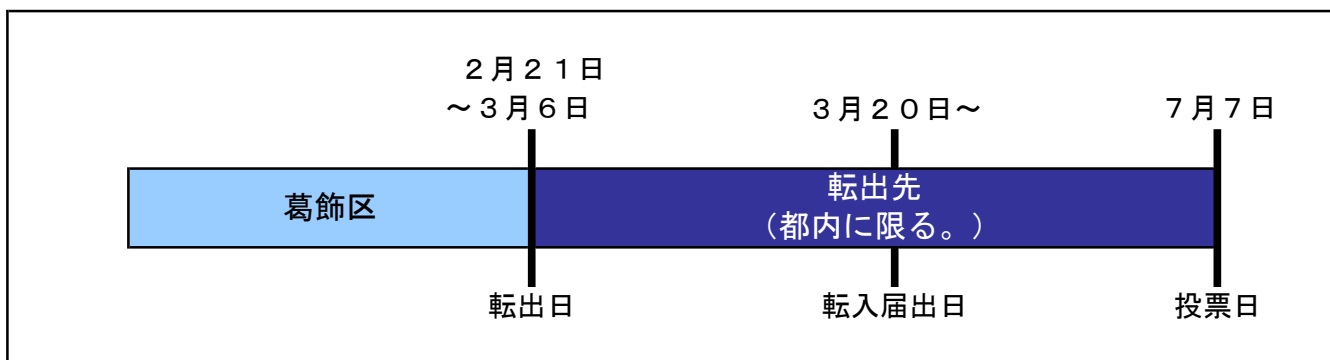 ２月２１日
～３月６日
３月２０日～
７月７日
葛飾区
転出先
（都内に限る。）
転出日
転入届出日
投票日